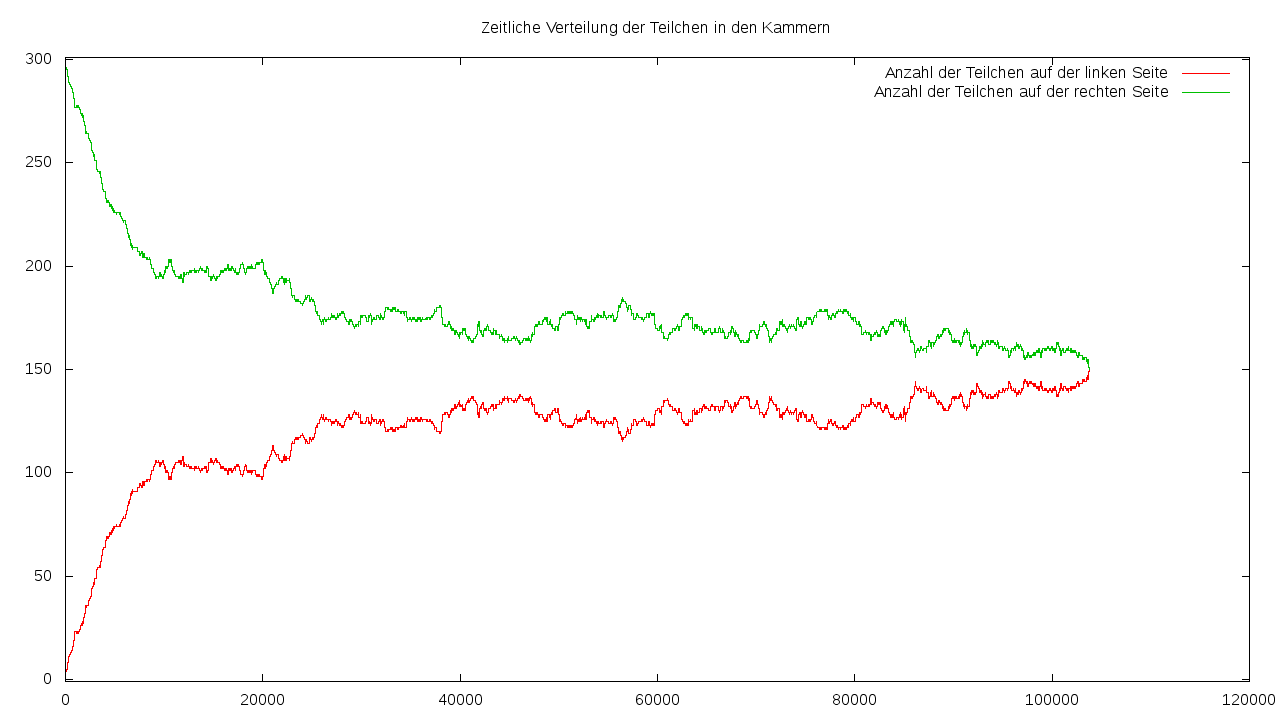 Zeitliche Verteilung der Teilchen in den Kammern
300
Anzahl der Teilchen auf der linken Seite
Anzahl der Teilchen auf der rechten Seite
250
200
150
100
50
0
0 20000 40000 60000 80000 100000 120000